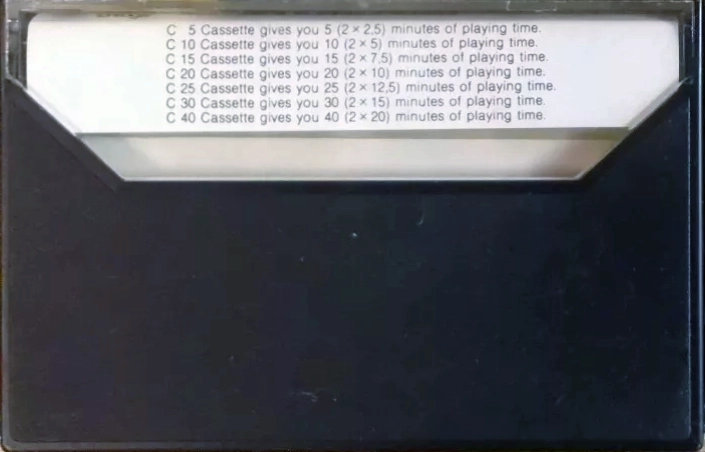 C 5 Cassette gives you 5 (2 × 2,5) minutes of playing time.
C 10 Cassette gives you 10 (2 × 5) minutes of playing time.
C 15 Cassette gives you 15 (2 × 7,5) minutes of playing time.
C 20 Cassette gives you 20 (2 × 10) minutes of playing time.
C 25 Cassette gives you 25 (2 × 12,5) minutes of playing time.
C 30 Cassette gives you 30 (2 × 15) minutes of playing time.
C 40 Cassette gives you 40 (2 × 20) minutes of playing time.